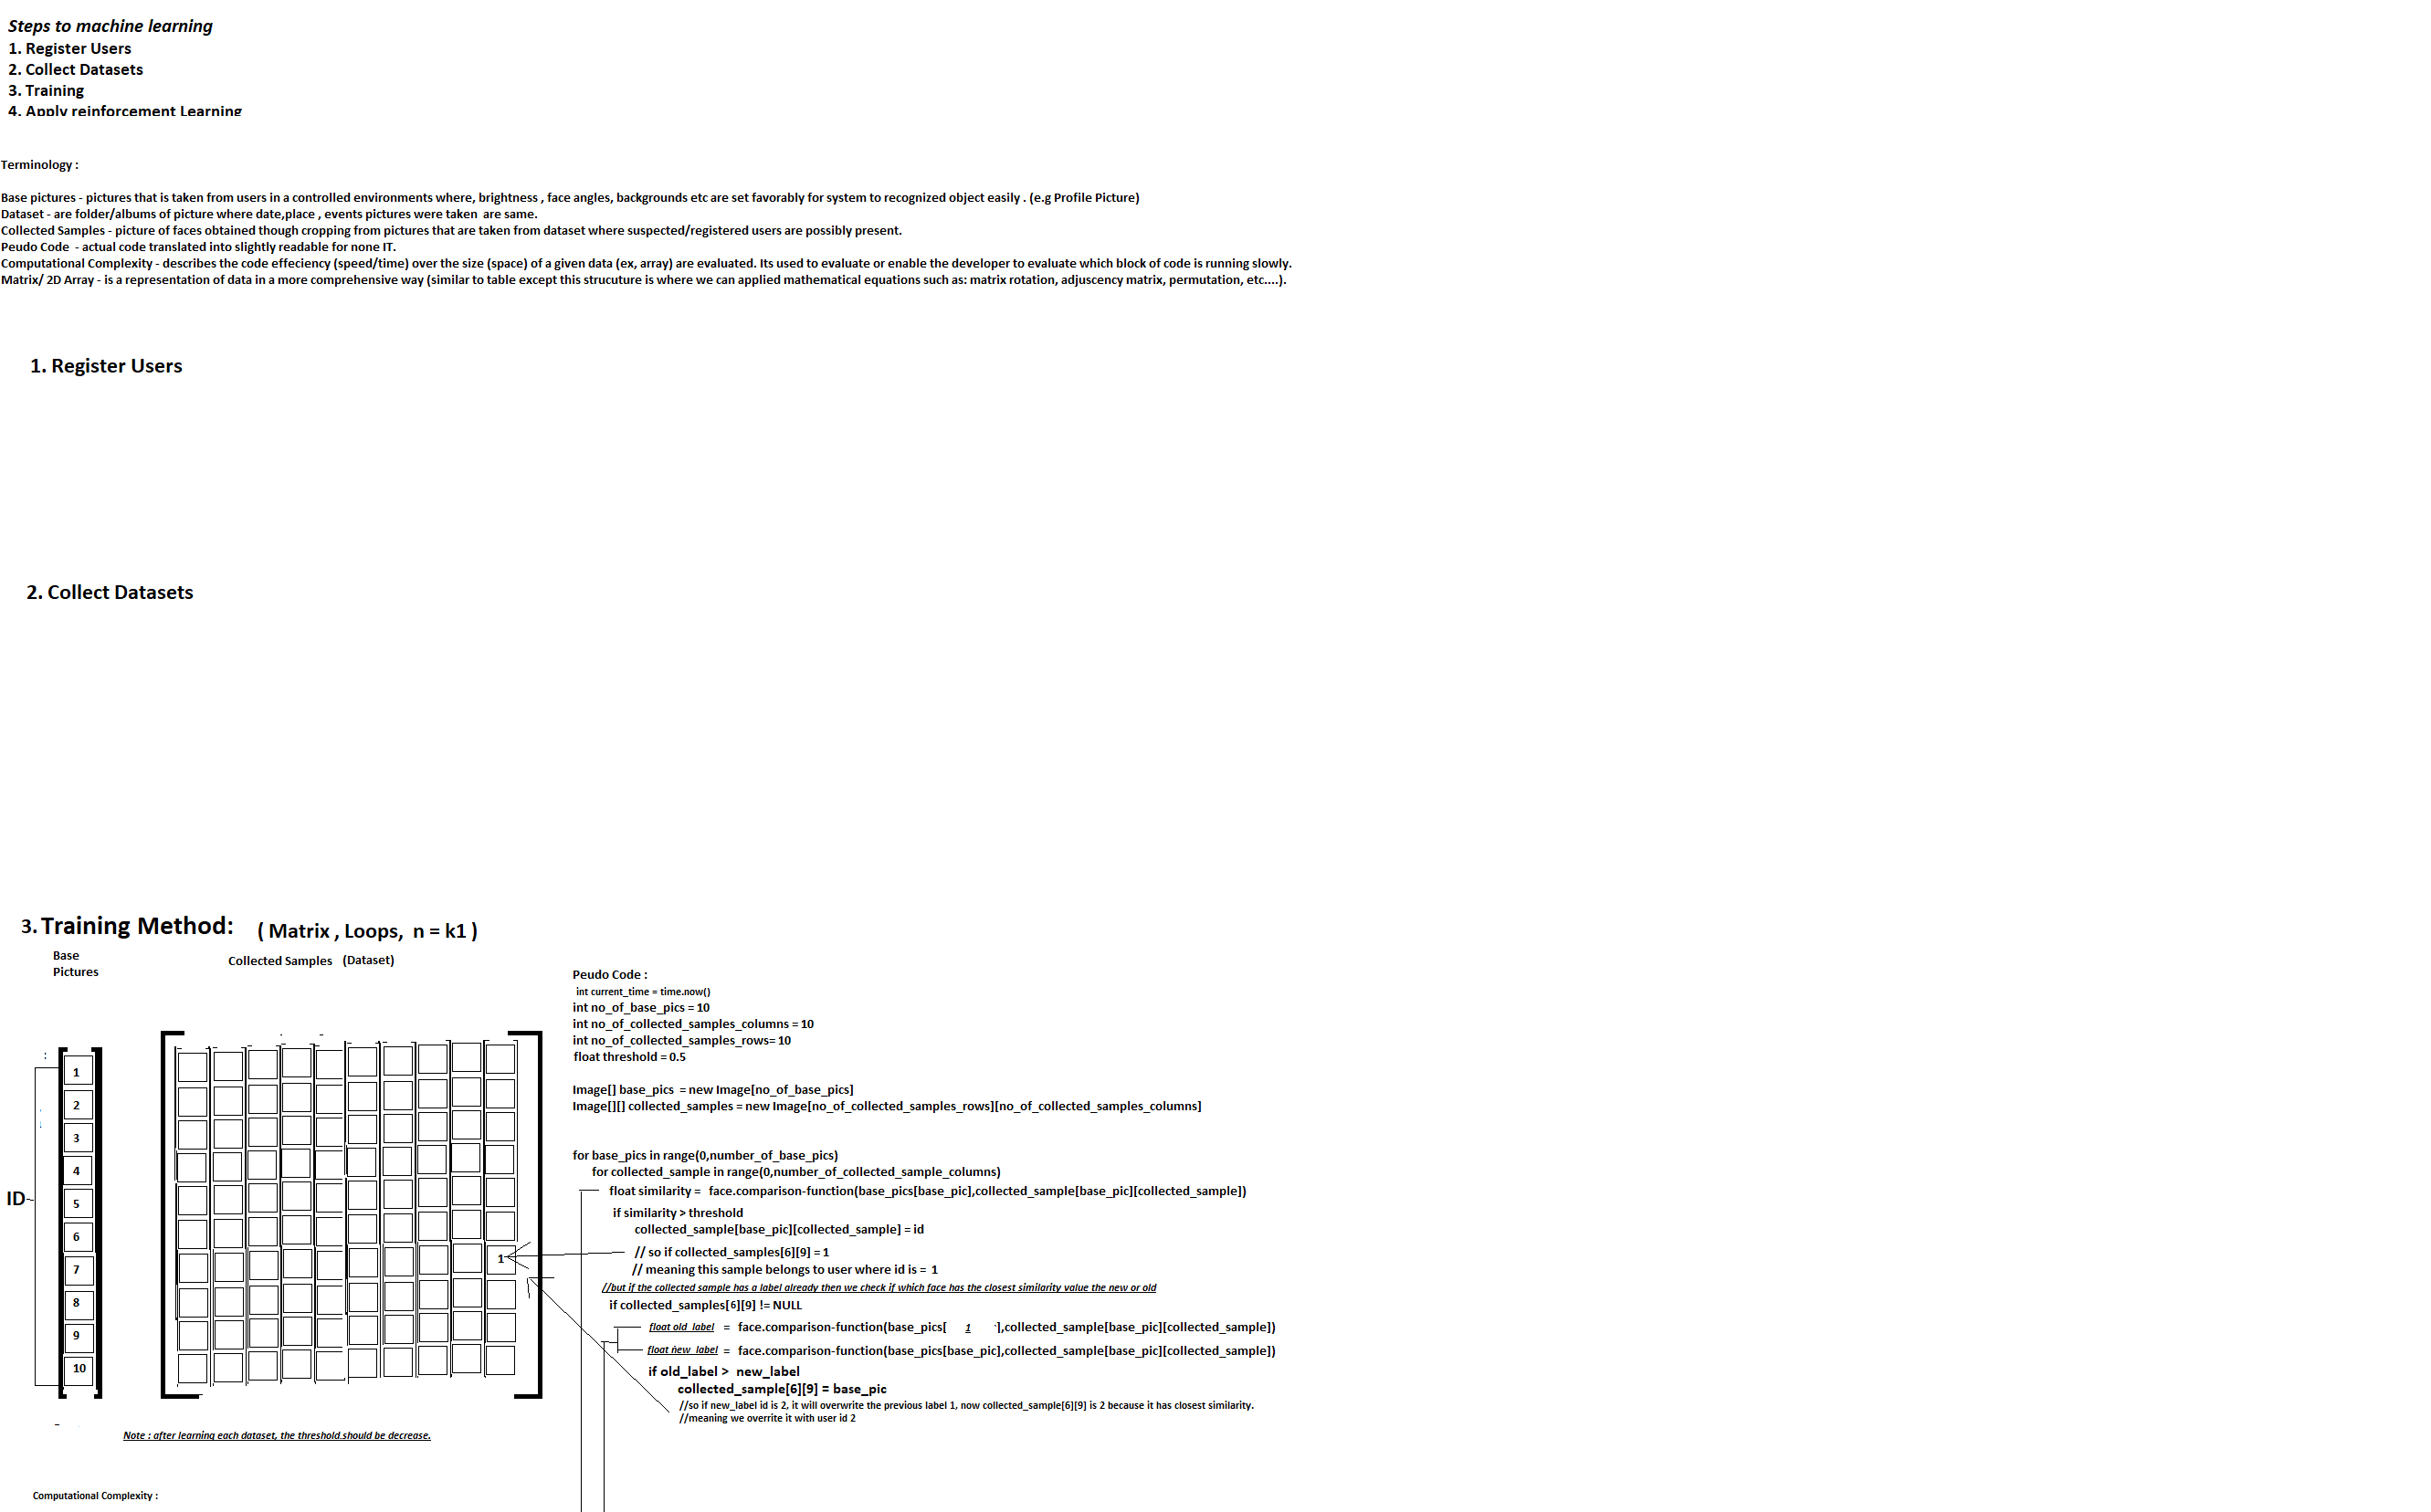 Steps to machine learning
1. Register Users
2. Collect Datasets
3. Training
4. Apply reinforcement Learning
Terminology :
Base pictures - pictures that is taken from users in a controlled environments where, brightness , face angles, backgrounds etc are set favorably for system to recognized object easily . (e.g Profile Picture)
Dataset - are folder/albums of picture where date,place , events pictures were taken  are same.
Collected Samples - picture of faces obtained though cropping from pictures that are taken from dataset where suspected/registered users are possibly present.
Peudo Code  - actual code translated into slightly readable for none IT.
Computational Complexity - describes the code effeciency (speed/time) over the size (space) of a given data (ex, array) are evaluated. Its used to evaluate or enable the developer to evaluate which block of code is running slowly.
Matrix/ 2D Array - is a representation of data in a more comprehensive way (similar to table except this strucuture is where we can applied mathematical equations such as: matrix rotation, adjuscency matrix, permutation, etc....).
1. Register Users
2. Collect Datasets
3. Training Method: ( Matrix , Loops,  n = k1 )
Base
Pictures
Collected Samples (Dataset)
ID
1
2
3
4
5
6
7
8
9
10
1
Note : after learning each dataset, the threshold should be decrease.
Peudo Code :
int current_time = time.now()
int no_of_base_pics = 10
int no_of_collected_samples_columns = 10
int no_of_collected_samples_rows= 10
float threshold = 0.5
Image[] base_pics  = new Image[no_of_base_pics]
Image[][] collected_samples = new Image[no_of_collected_samples_rows][no_of_collected_samples_columns]
for base_pics in range(0,number_of_base_pics)
for collected_sample in range(0,number_of_collected_sample_columns)
float similarity =  face.comparison-function(base_pics[base_pic],collected_sample[base_pic][collected_sample])
if similarity > threshold
collected_sample[base_pic][collected_sample] = id
// so if collected_samples[6][9] = 1
// meaning this sample belongs to user where id is =  1
//but if the collected sample has a label already then we check if which face has the closest similarity value the new or old
if collected_samples[6][9] != NULL
float old_label  =  face.comparison-function(base_pics[ 1 ],collected_sample[base_pic][collected_sample])
float new_label  =  face.comparison-function(base_pics[base_pic],collected_sample[base_pic][collected_sample])
if old_label >  new_label
collected_sample[6][9] = base_pic
//so if new_label id is 2, it will overwrite the previous label 1, now collected_sample[6][9] is 2 because it has closest similarity.
//meaning we overrite it with user id 2
Computational Complexity :